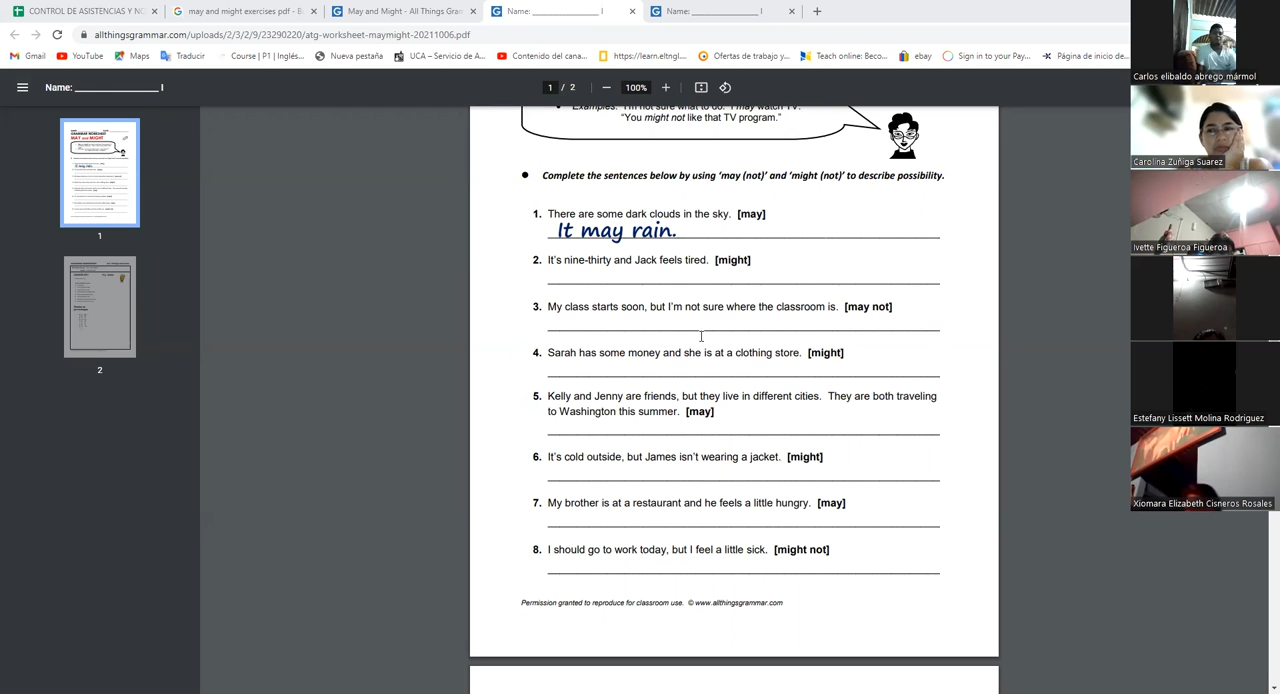 CONTROL DE ASISTENCIAS Y NO
may and might exercises pdf - B
May and Might - All Things Gram
Name: ______________ I
Name: ______________ I
allthingsgrammar.com/uploads/2/3/2/9/23290220/atg-worksheet-maymight-20211006.pdf
Gmail
YouTube
Maps
Traducir
Course | P1 | Inglés...
Nueva pestaña
UCA – Servicio de A...
Contenido del cana...
https://learn.eltngl....
Ofertas de trabajo y...
Teach online: Beco...
ebay
Sign in to your Pay...
Página de inicio de...
Name: ______________ I
1 / 2
100%
1
2
"You might not like that TV program."
Complete the sentences below by using 'may (not)' and 'might (not)' to describe possibility.
1. There are some dark clouds in the sky. [may]
It may rain.
2. It's nine-thirty and Jack feels tired. [might]
3. My class starts soon, but I'm not sure where the classroom is. [may not]
4. Sarah has some money and she is at a clothing store. [might]
5. Kelly and Jenny are friends, but they live in different cities. They are both traveling
to Washington this summer. [may]
6. It's cold outside, but James isn't wearing a jacket. [might]
7. My brother is at a restaurant and he feels a little hungry. [may]
8. I should go to work today, but I feel a little sick. [might not]
Permission granted to reproduce for classroom use. © www.allthingsgrammar.com
Carlos elibaldo abrego mármol
Carolina Zuñiga Suarez
Ivette Figueroa Figueroa
Estefany Lissett Molina Rodriguez
Xiomara Elizabeth Cisneros Rosales